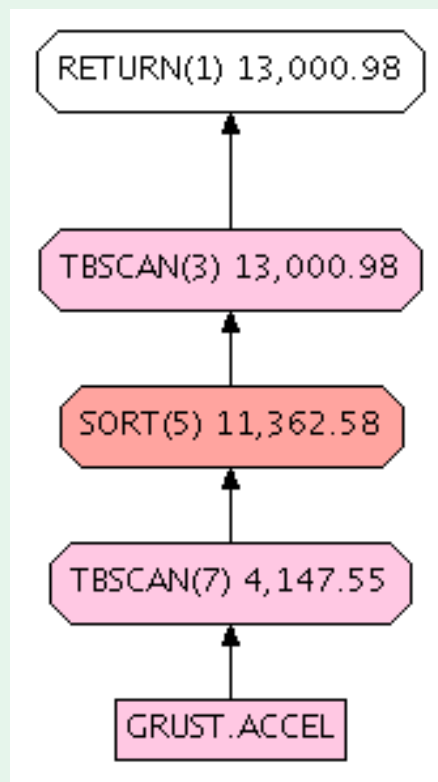 RETURN(1) 13,000.98
TBSCAN(3) 13,000.98
SORT(5) 11,362.58
TBSCAN(7) 4,147.55
GRUST.ACCEL